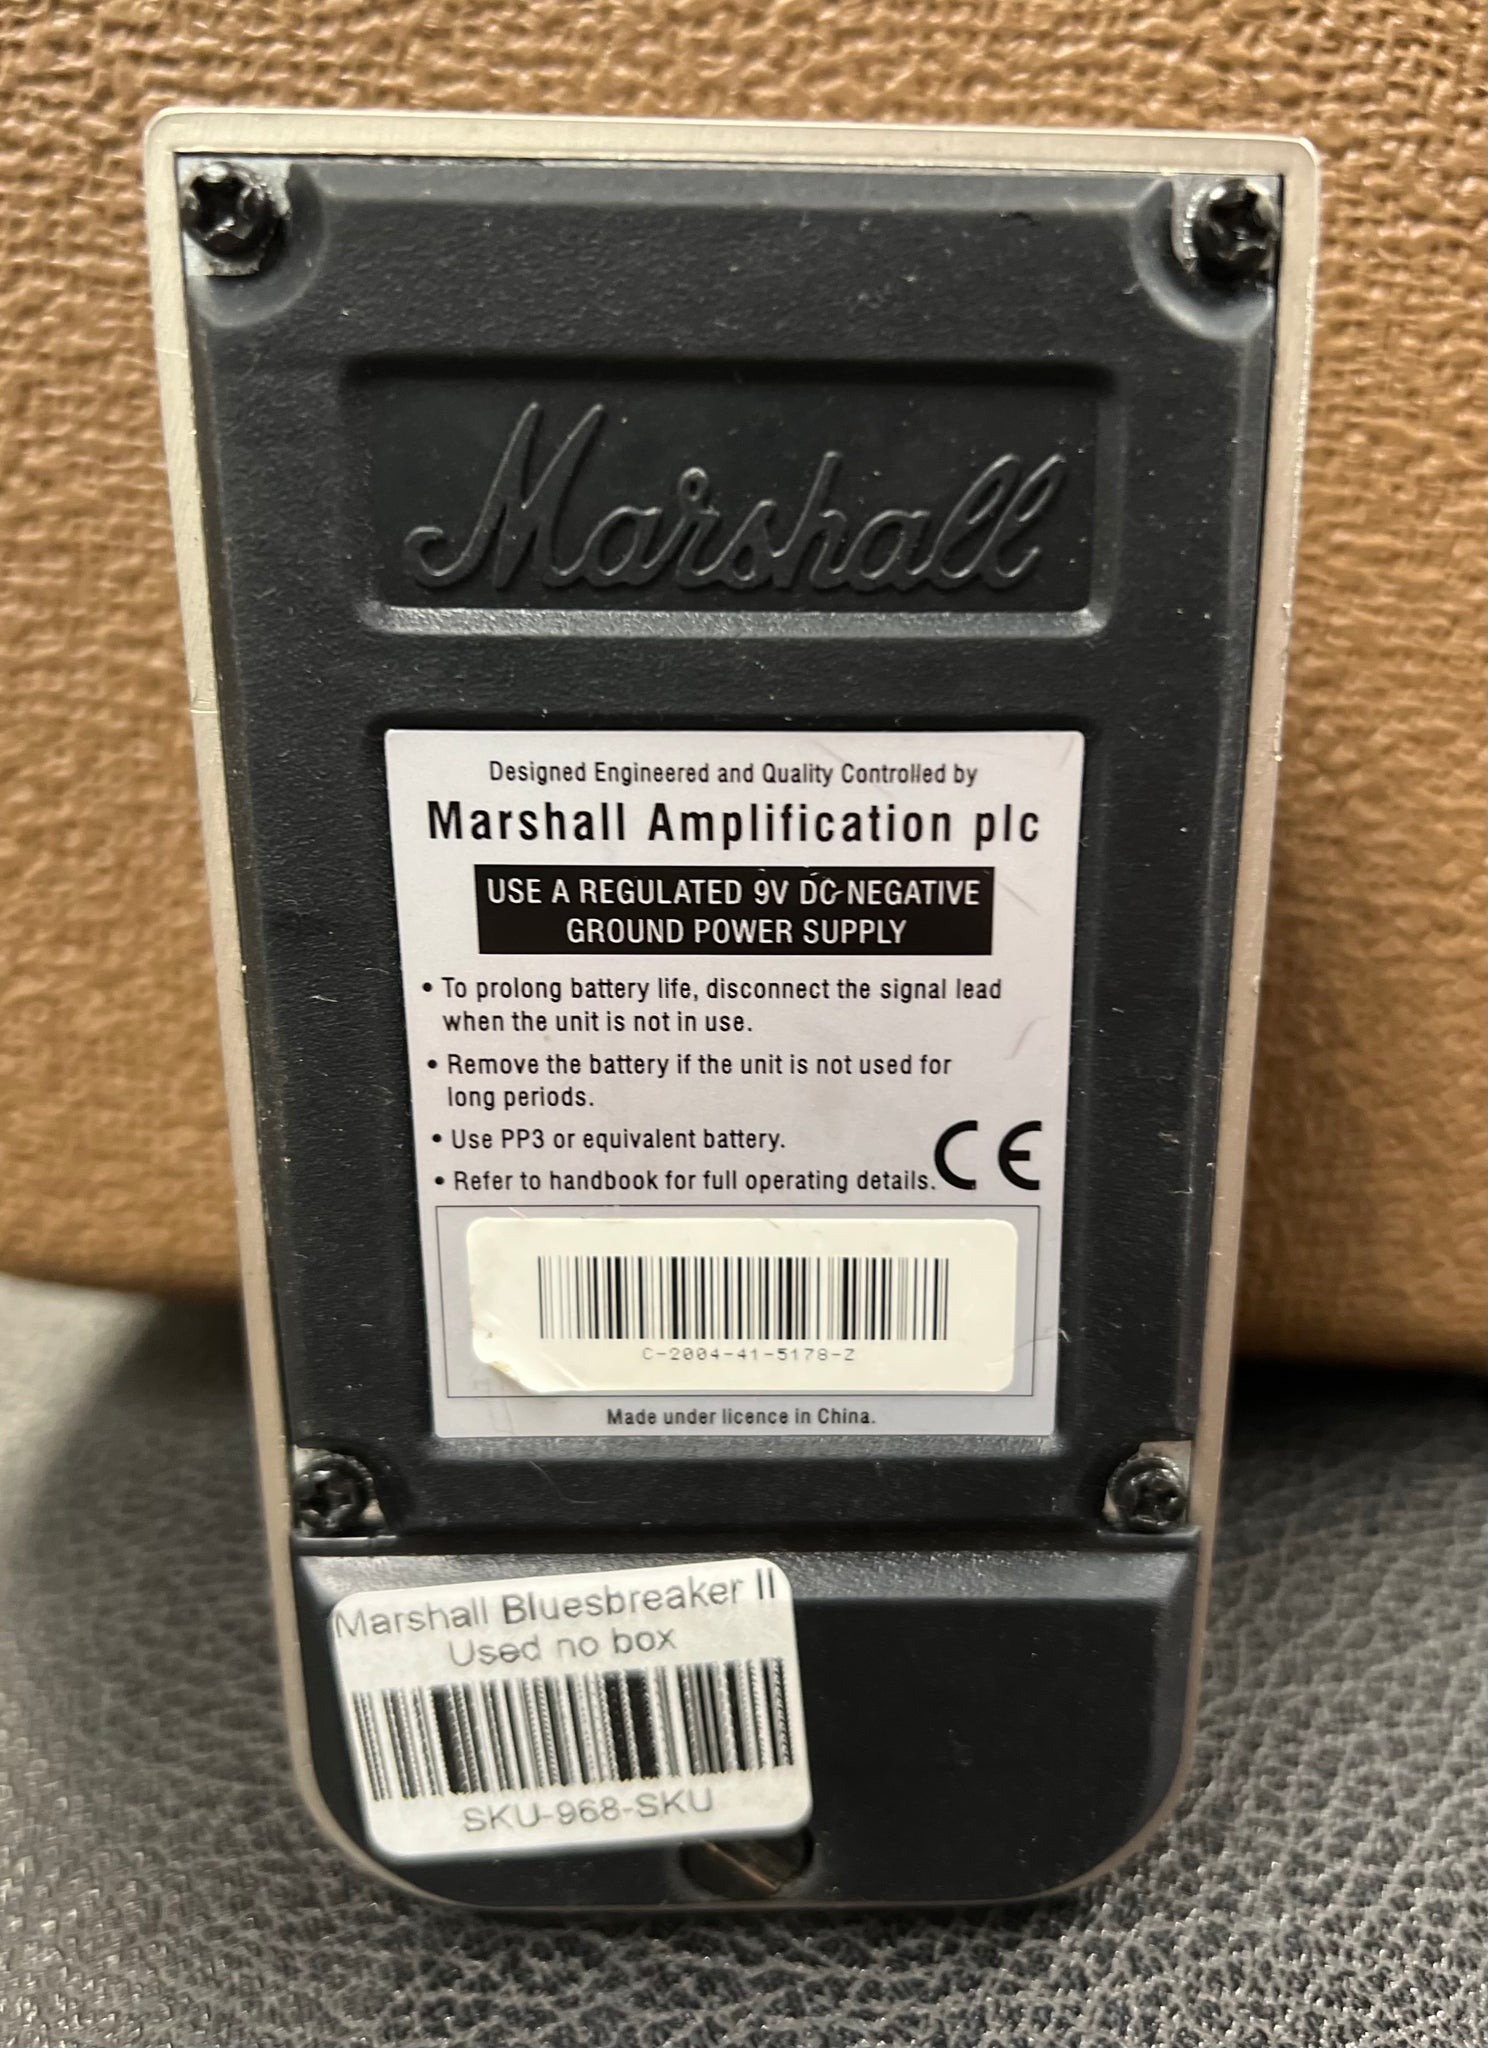 Marshall
Designed Engineered and Quality Controlled by
Marshall Amplification plc
USE A REGULATED 9V DC NEGATIVE
GROUND POWER SUPPLY
• To prolong battery life, disconnect the signal lead
when the unit is not in use.
• Remove the battery if the unit is not used for
long periods.
• Use PP3 or equivalent battery.
• Refer to handbook for full operating details.
CE
C-2004-41-5178-Z
Made under licence in China.
Marshall Bluesbreaker II
Used no box
SKU-968-SKU